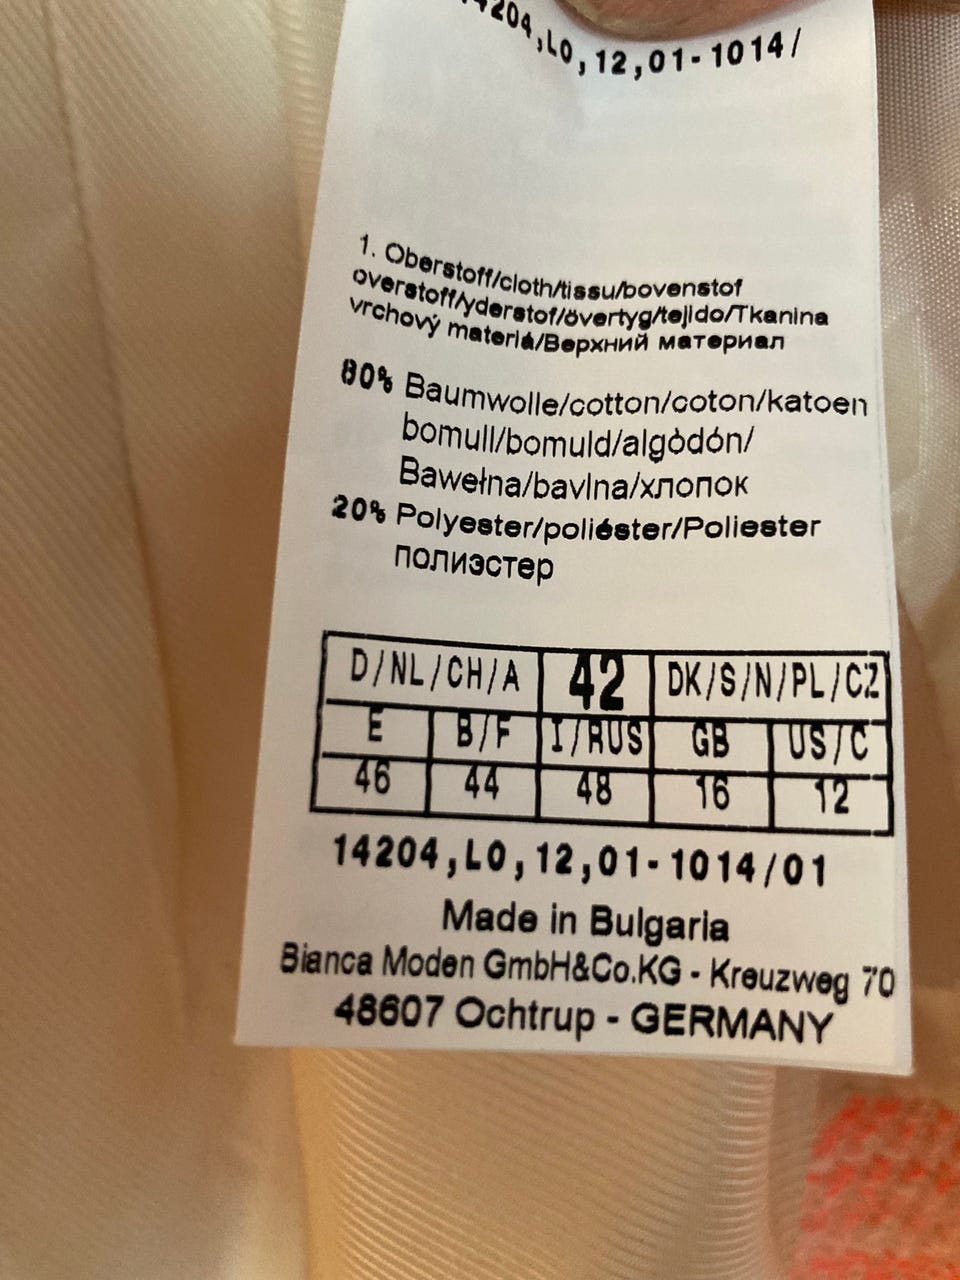 14204,L0,12,01-1014/
1. Oberstoff/cloth/tissu/bovenstof
overstoff/yderstof/övertyg/tejido/Tkanina
vrchový materiá/Верхний материал
80% Baumwolle/cotton/coton/katoen
bomull/bomuld/algòdón/
Bawełna/bavlna/хлопок
20% Polyester/poliéster/Poliester
полиэстер
D/NL/CH/A 42 DK/S/N/PL/CZ
E B/F I/RUS GB US/C
46 44 48 16 12
14204,L0,12,01-1014/01
Made in Bulgaria
Bianca Moden GmbH&Co.KG - Kreuzweg 70
48607 Ochtrup - GERMANY